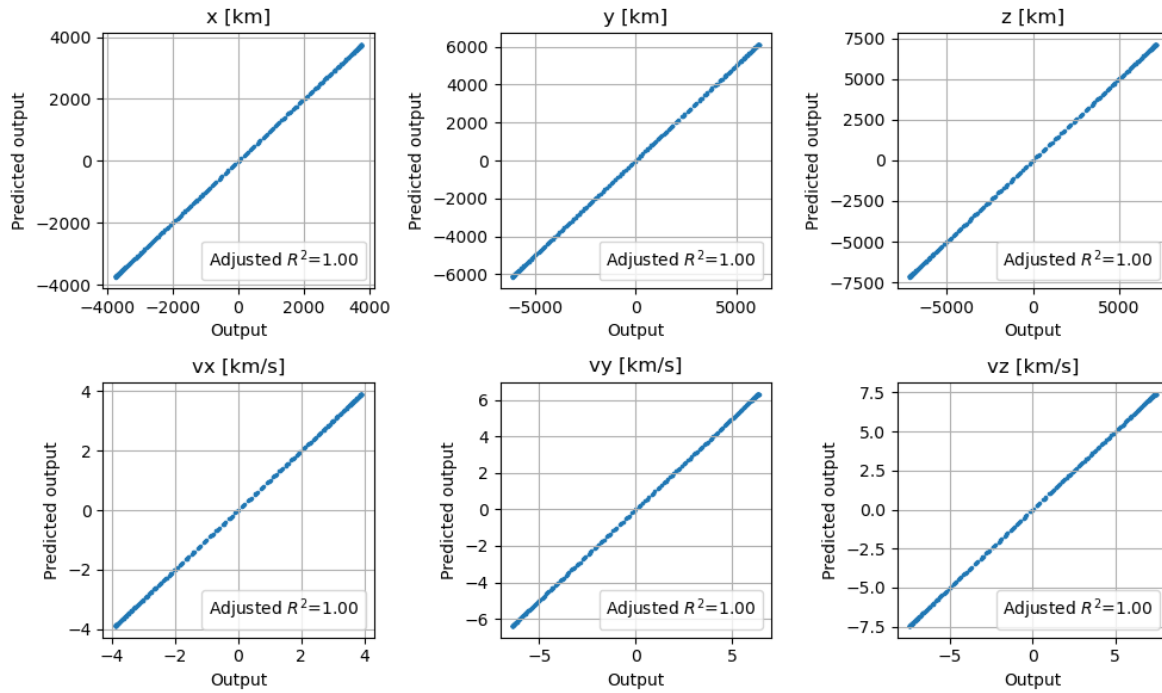 x [km]
4000
2000
0
−2000
−4000
Predicted output
Adjusted R²=1.00
−4000 −2000 0 2000 4000
Output
y [km]
6000
4000
2000
0
−2000
−4000
−6000
Predicted output
Adjusted R²=1.00
−5000 0 5000
Output
z [km]
7500
5000
2500
0
−2500
−5000
−7500
Predicted output
Adjusted R²=1.00
−5000 0 5000
Output
vx [km/s]
4
2
0
−2
−4
Predicted output
Adjusted R²=1.00
−4 −2 0 2 4
Output
vy [km/s]
6
4
2
0
−2
−4
−6
Predicted output
Adjusted R²=1.00
−5 0 5
Output
vz [km/s]
7.5
5.0
2.5
0.0
−2.5
−5.0
−7.5
Predicted output
Adjusted R²=1.00
−5 0 5
Output